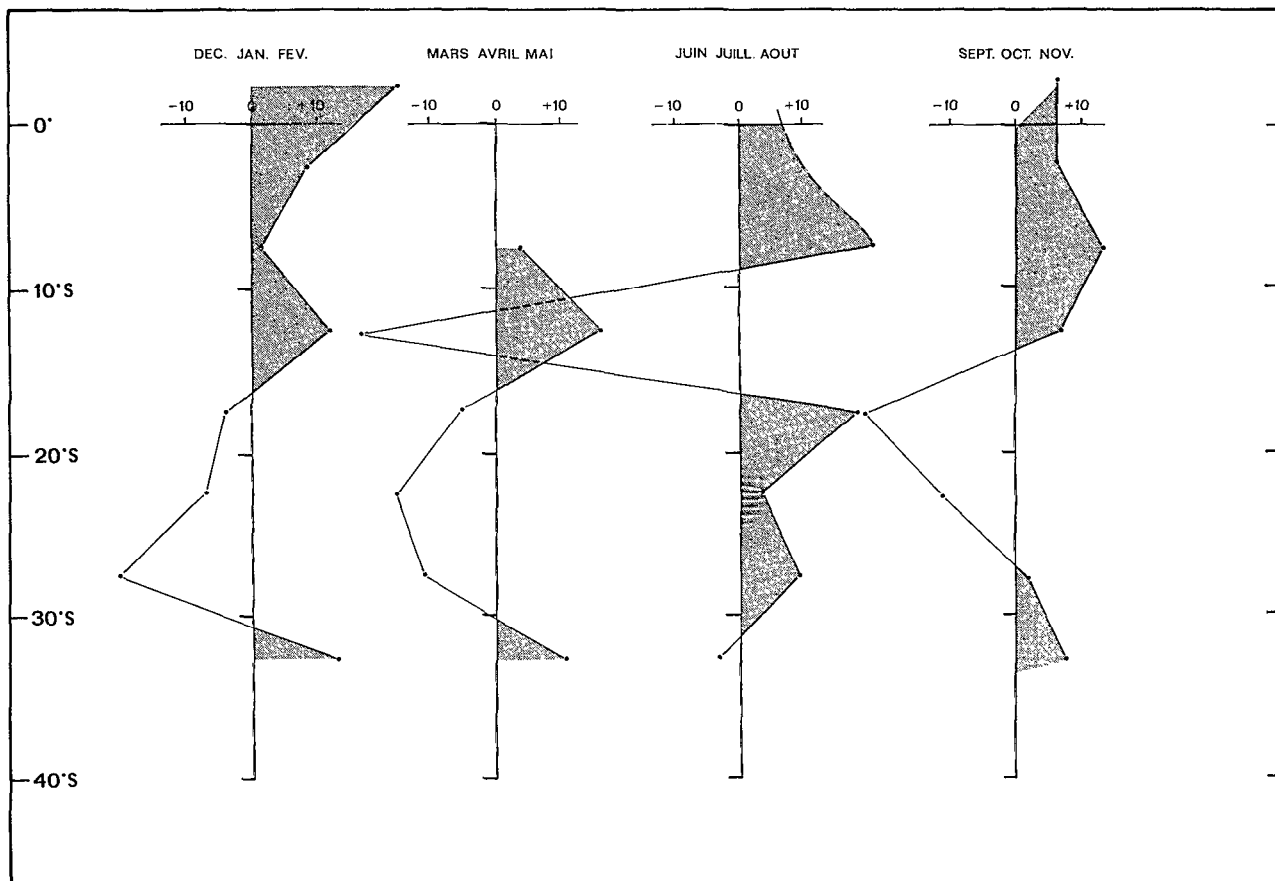 DEC. JAN. FEV. MARS AVRIL MAI JUIN JUILL. AOUT SEPT. OCT. NOV.
-10 0 +10 -10 0 +10 -10 0 +10 -10 0 +10
0°
10°S
20°S
30°S
40°S